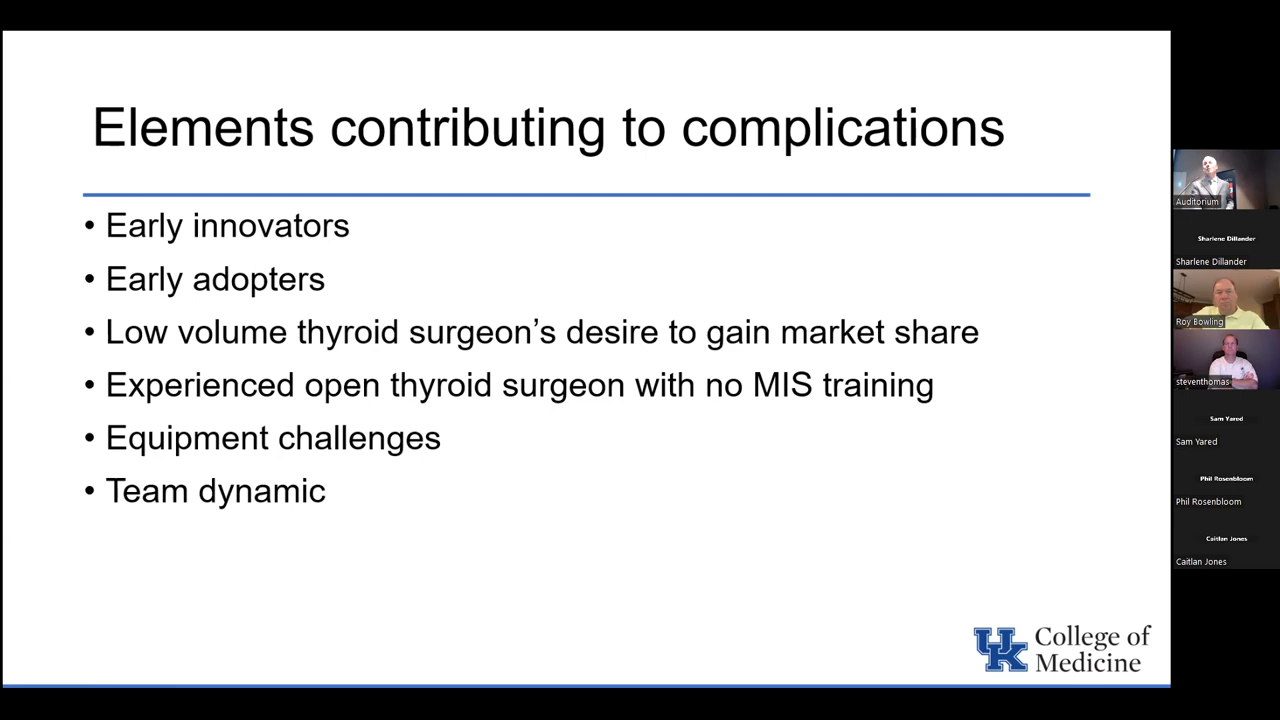 Elements contributing to complications
• Early innovators
• Early adopters
• Low volume thyroid surgeon’s desire to gain market share
• Experienced open thyroid surgeon with no MIS training
• Equipment challenges
• Team dynamic
UK College of
Medicine
Auditorium
Sharlene Dillander
Sharlene Dillander
Roy Bowling
steventhomas
Sam Yared
Sam Yared
Phil Rosenbloom
Phil Rosenbloom
Caitlan Jones
Caitlan Jones